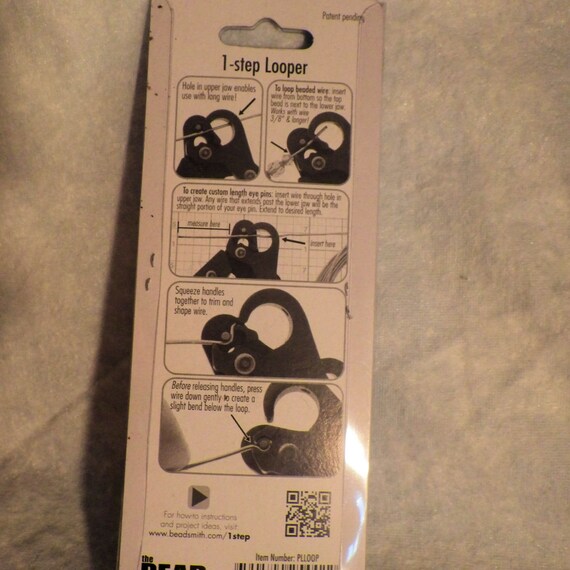 Patent pending
1-step Looper
Hole in upper jaw enables
use with long wire!
To loop beaded wire: insert
wire from bottom so the top
bead is next to the lower jaw.
Works with wire
3/8" & longer!
To create custom length eye pins: insert wire through hole in
upper jaw. Any wire that extends past the lower jaw will be the
straight portion of your eye pin. Extend to desired length.
measure here
insert here
Squeeze handles
together to trim and
shape wire.
Before releasing handles, press
wire down gently to create a
slight bend below the loop.
For how-to instructions
and project ideas, visit:
www.beadsmith.com/1step
Item Number: PLLOOP
the
BEAD